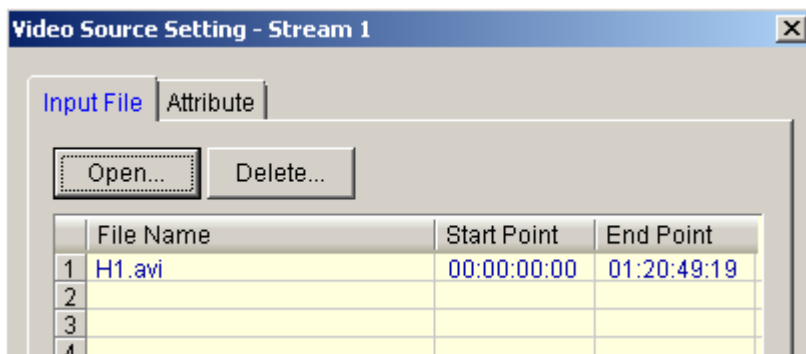 Video Source Setting - Stream 1
Input File Attribute
Open... Delete...
File Name Start Point End Point
1 H1.avi 00:00:00:00 01:20:49:19
2
3
4